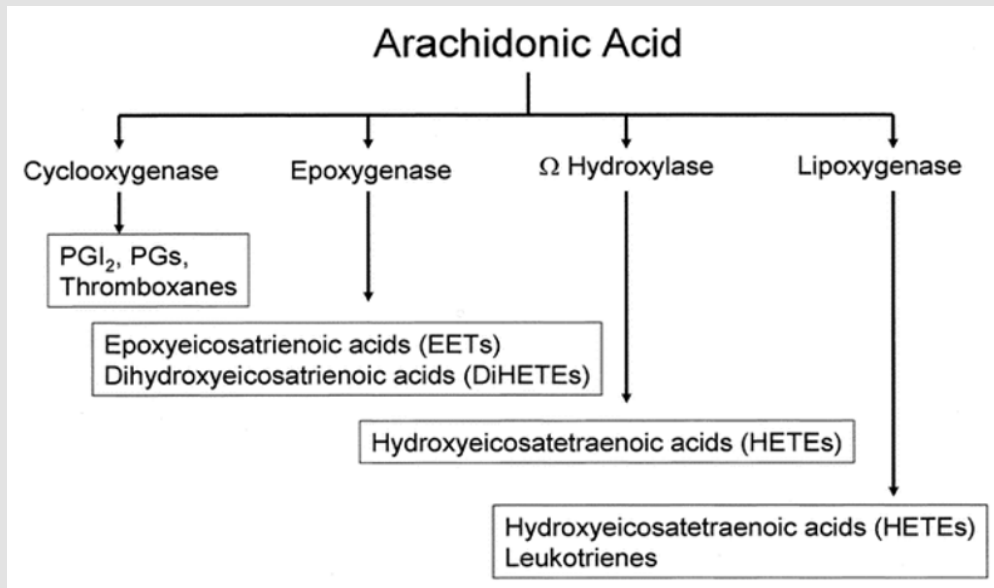 Arachidonic Acid
Cyclooxygenase
Epoxygenase
Ω Hydroxylase
Lipoxygenase
PGI₂, PGs,
Thromboxanes
Epoxyeicosatrienoic acids (EETs)
Dihydroxyeicosatrienoic acids (DiHETEs)
Hydroxyeicosatetraenoic acids (HETEs)
Hydroxyeicosatetraenoic acids (HETEs)
Leukotrienes